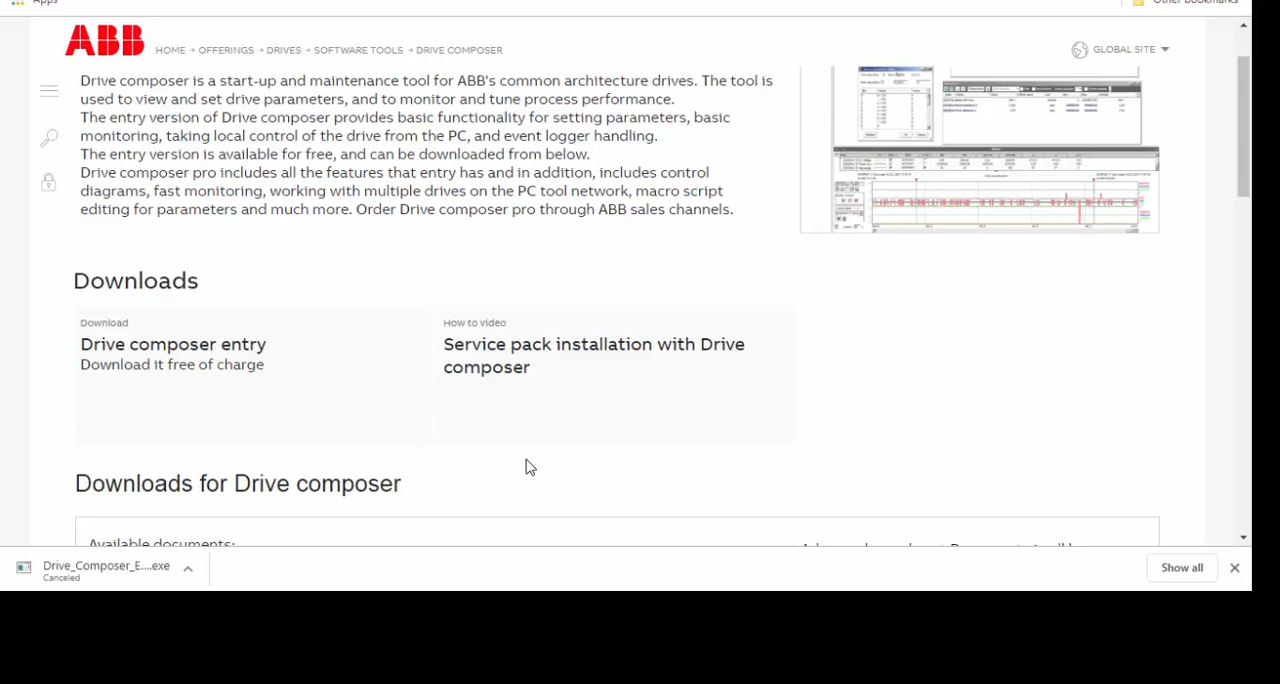 Apps
Other bookmarks
ABB
HOME → OFFERINGS → DRIVES → SOFTWARE TOOLS → DRIVE COMPOSER
GLOBAL SITE
Drive composer is a start-up and maintenance tool for ABB's common architecture drives. The tool is
used to view and set drive parameters, and to monitor and tune process performance.
The entry version of Drive composer provides basic functionality for setting parameters, basic
monitoring, taking local control of the drive from the PC, and event logger handling.
The entry version is available for free, and can be downloaded from below.
Drive composer pro includes all the features that entry has and in addition, includes control
diagrams, fast monitoring, working with multiple drives on the PC tool network, macro script
editing for parameters and much more. Order Drive composer pro through ABB sales channels.
Downloads
Download
Drive composer entry
Download it free of charge
How to video
Service pack installation with Drive
composer
Downloads for Drive composer
Available documents:
Drive_Composer_E....exe
Canceled
Show all